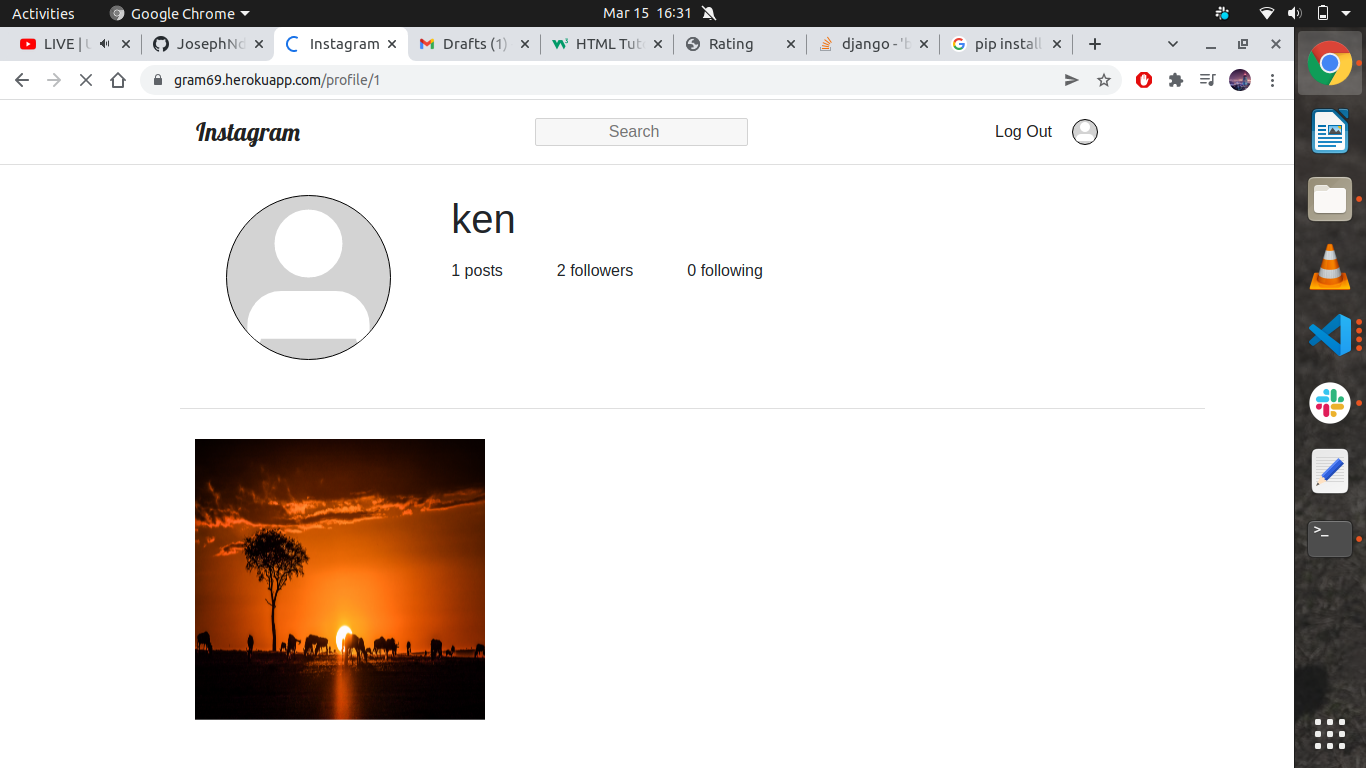 Activities Google Chrome Mar 15 16:31
LIVE | U JosephNd Instagram Drafts (1) HTML Tuto Rating django - 'b pip install
gram69.herokuapp.com/profile/1
Instagram Search Log Out
ken
1 posts 2 followers 0 following
>_